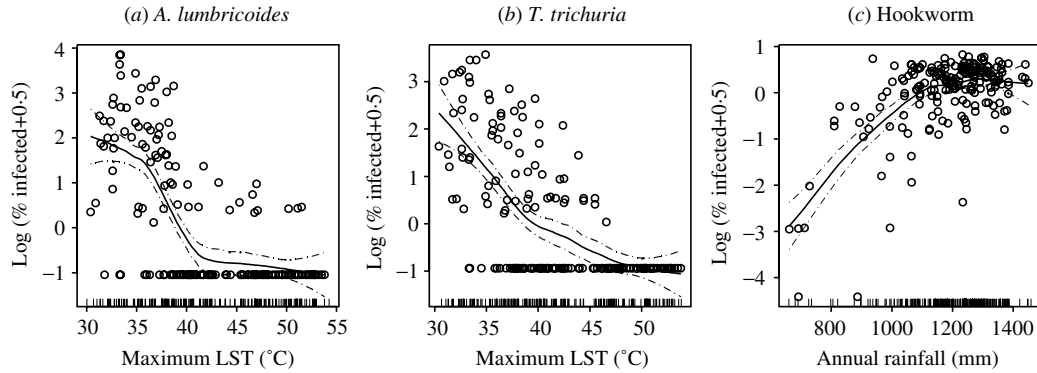 (a) A. lumbricoides
(b) T. trichuria
(c) Hookworm
Log (% infected+0.5)
4
3
2
1
0
−1
30 35 40 45 50 55
Maximum LST (˚C)
Log (% infected+0.5)
3
2
1
0
−1
30 35 40 45 50
Maximum LST (˚C)
Log (% infected+0.5)
1
0
−1
−2
−3
−4
800 1000 1200 1400
Annual rainfall (mm)